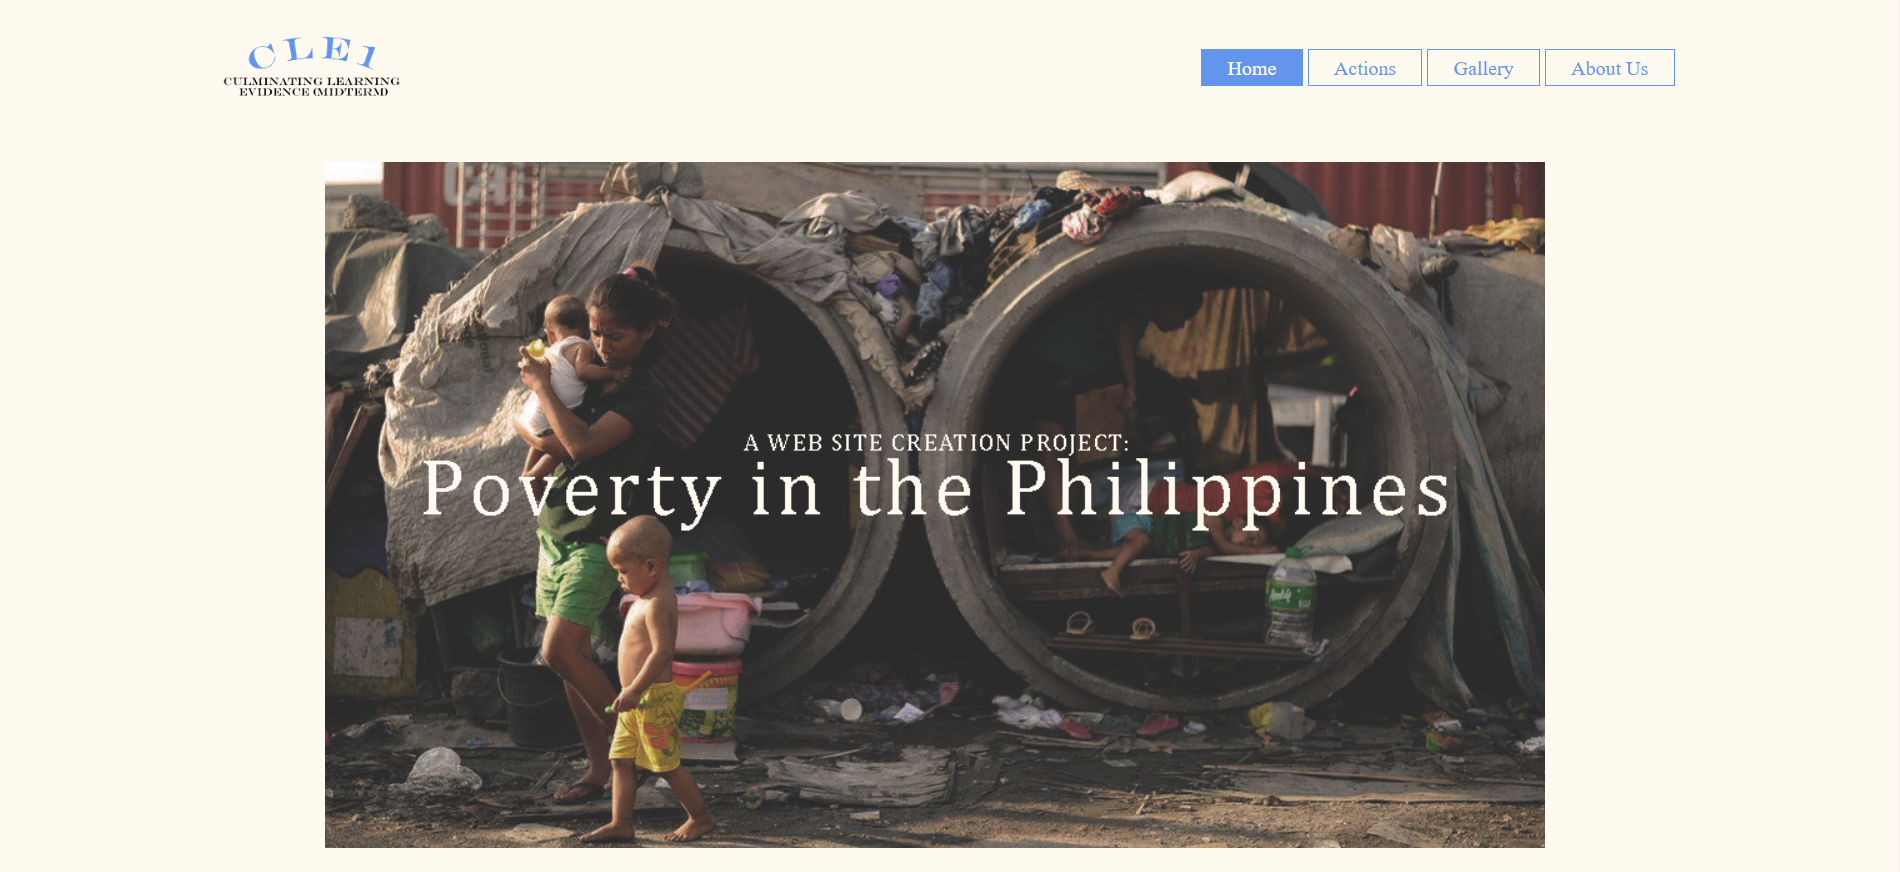 CLE1
CULMINATING LEARNING
EVIDENCE (MIDTERM)
Home
Actions
Gallery
About Us
A WEB SITE CREATION PROJECT:
Poverty in the Philippines